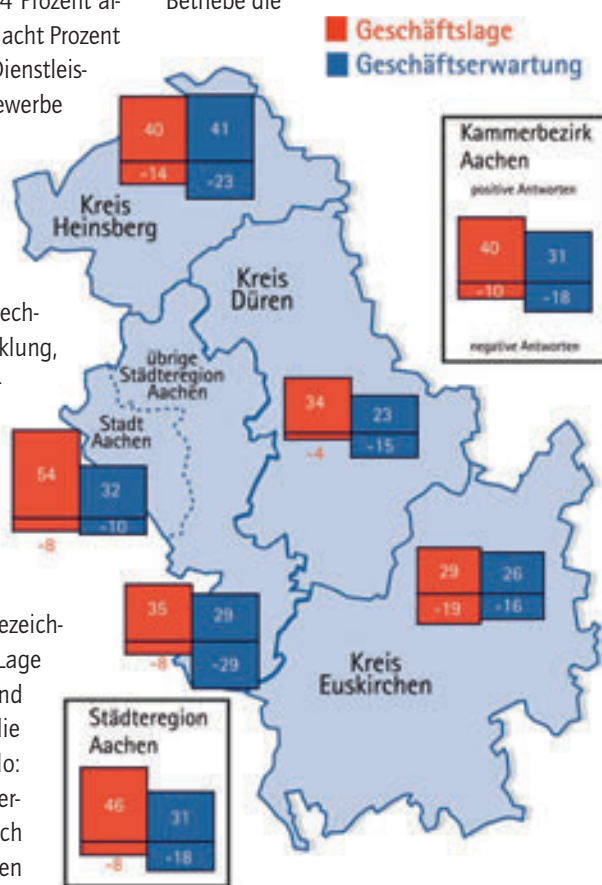 4 Prozent al-
acht Prozent
Dienstleis-
ewerbe
Betriebe die
Geschäftslage
Geschäftserwartung
40 41
-14 -23
Kreis
Heinsberg
Kammerbezirk
Aachen
positive Antworten
40 31
-10 -18
negative Antworten
Kreis
Düren
ech-
klung,
übrige
Städteregion
Aachen
Stadt
Aachen
34 23
-4 -15
54 32
-8 -10
29 26
-19 -16
35 29
-8 -29
Kreis
Euskirchen
ezeich-
Lage
nd
die
lo:
er-
ch
en
Städteregion
Aachen
46 31
-8 -18